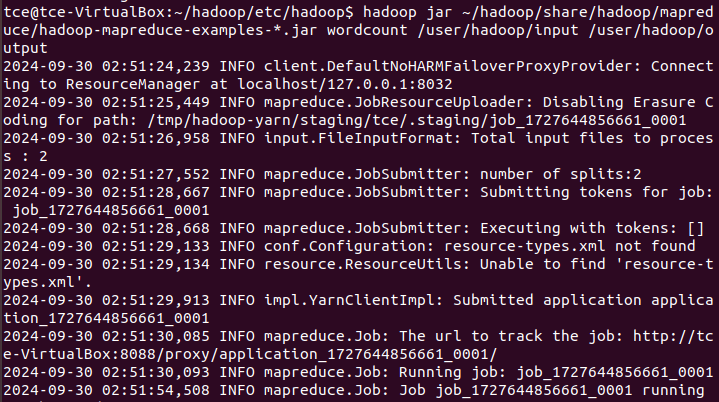 tce@tce-VirtualBox:~/hadoop/etc/hadoop$ hadoop jar ~/hadoop/share/hadoop/mapred
uce/hadoop-mapreduce-examples-*.jar wordcount /user/hadoop/input /user/hadoop/o
utput
2024-09-30 02:51:24,239 INFO client.DefaultNoHARMFailoverProxyProvider: Connect
ing to ResourceManager at localhost/127.0.0.1:8032
2024-09-30 02:51:25,449 INFO mapreduce.JobResourceUploader: Disabling Erasure C
oding for path: /tmp/hadoop-yarn/staging/tce/.staging/job_1727644856661_0001
2024-09-30 02:51:26,958 INFO input.FileInputFormat: Total input files to proces
s : 2
2024-09-30 02:51:27,552 INFO mapreduce.JobSubmitter: number of splits:2
2024-09-30 02:51:28,667 INFO mapreduce.JobSubmitter: Submitting tokens for job:
 job_1727644856661_0001
2024-09-30 02:51:28,668 INFO mapreduce.JobSubmitter: Executing with tokens: []
2024-09-30 02:51:29,133 INFO conf.Configuration: resource-types.xml not found
2024-09-30 02:51:29,134 INFO resource.ResourceUtils: Unable to find 'resource-t
ypes.xml'.
2024-09-30 02:51:29,913 INFO impl.YarnClientImpl: Submitted application applica
tion_1727644856661_0001
2024-09-30 02:51:30,085 INFO mapreduce.Job: The url to track the job: http://tc
e-VirtualBox:8088/proxy/application_1727644856661_0001/
2024-09-30 02:51:30,093 INFO mapreduce.Job: Running job: job_1727644856661_0001
2024-09-30 02:51:54,508 INFO mapreduce.Job: Job job_1727644856661_0001 running